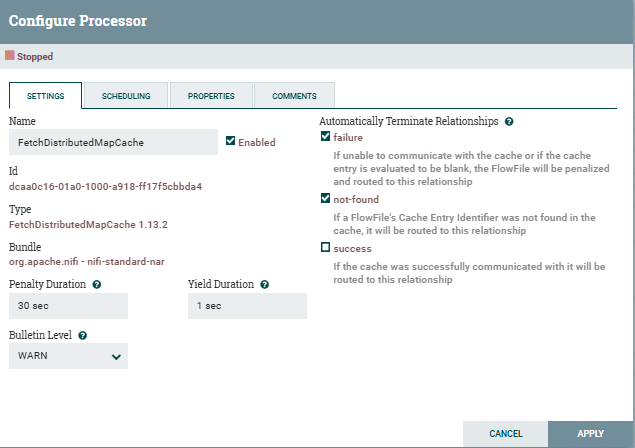 Configure Processor
Stopped
SETTINGS
SCHEDULING
PROPERTIES
COMMENTS
Name
FetchDistributedMapCache
Enabled
Id
dcaa0c16-01a0-1000-a918-ff17f5cbbda4
Type
FetchDistributedMapCache 1.13.2
Bundle
org.apache.nifi - nifi-standard-nar
Penalty Duration ?
Yield Duration ?
30 sec
1 sec
Bulletin Level ?
WARN
Automatically Terminate Relationships ?
failure
If unable to communicate with the cache or if the cache
entry is evaluated to be blank, the FlowFile will be penalized
and routed to this relationship
not-found
If a FlowFile's Cache Entry Identifier was not found in the
cache, it will be routed to this relationship
success
If the cache was successfully communicated with it will be
routed to this relationship
CANCEL
APPLY